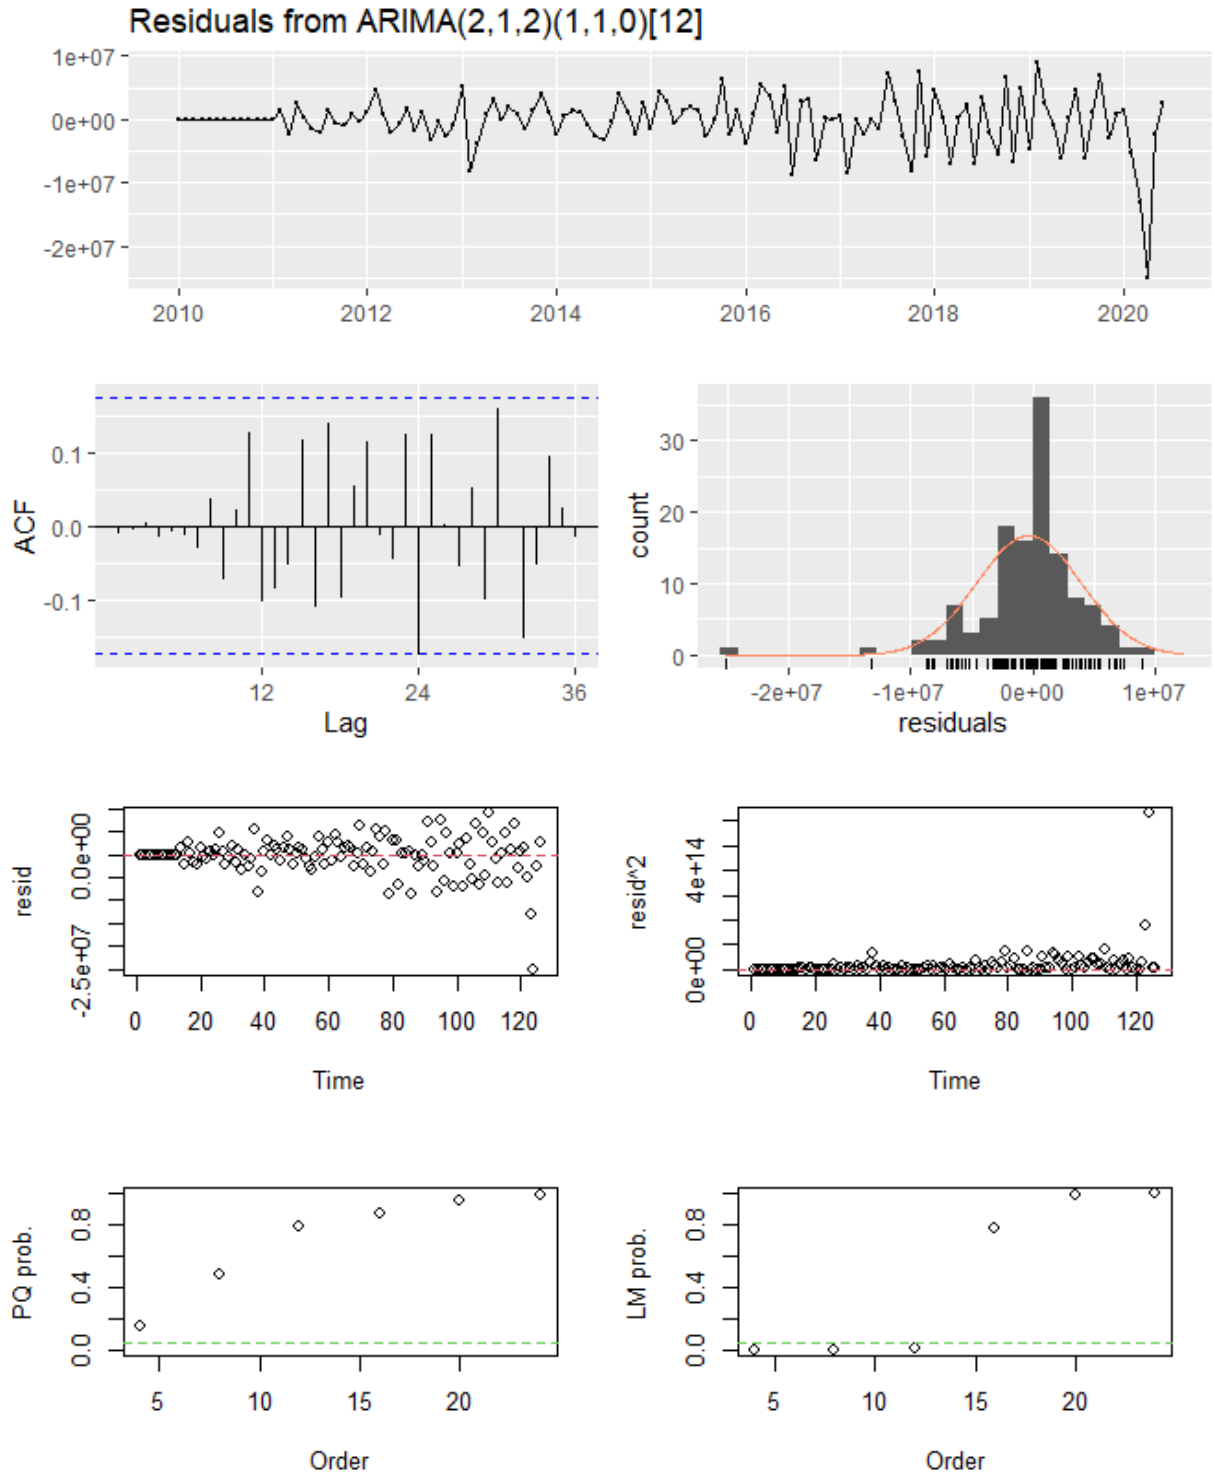 Residuals from ARIMA(2,1,2)(1,1,0)[12]
1e+07
0e+00
-1e+07
-2e+07
2010 2012 2014 2016 2018 2020
ACF
0.1
0.0
-0.1
12 24 36
Lag
count
30
20
10
0
-2e+07 -1e+07 0e+00 1e+07
residuals
resid
0.0e+00
-2.5e+07
0 20 40 60 80 100 120
Time
resid^2
4e+14
0e+00
0 20 40 60 80 100 120
Time
PQ prob.
0.8
0.4
0.0
5 10 15 20
Order
LM prob.
0.8
0.4
0.0
5 10 15 20
Order